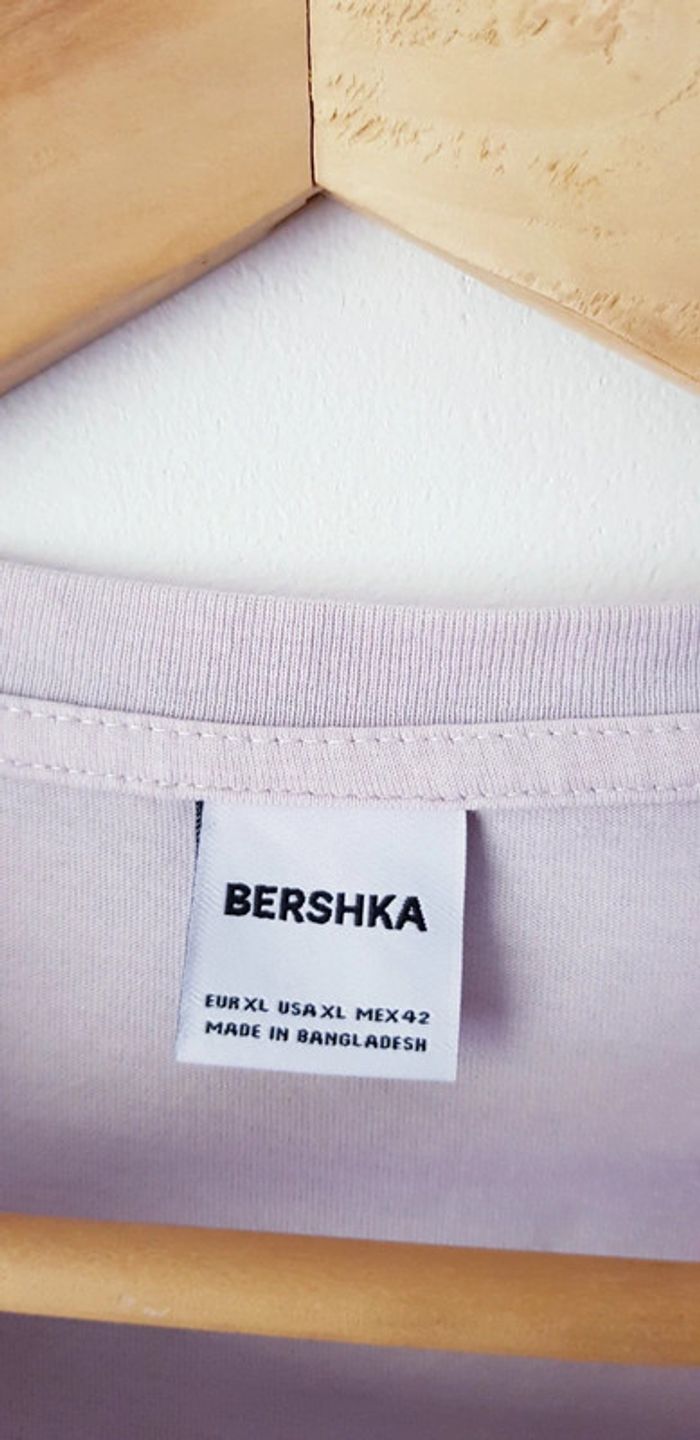 BERSHKA
EUR XL USA XL MEX 42
MADE IN BANGLADESH